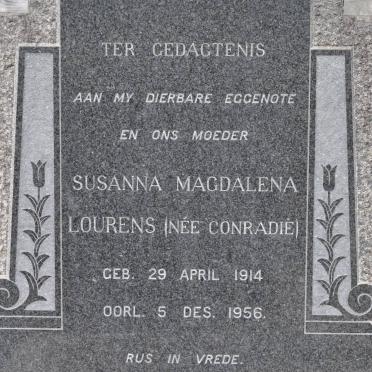 TER GEDAGTENIS
AAN MY DIERBARE EGGENOTE
EN ONS MOEDER
SUSANNA MAGDALENA
LOURENS (NÉE CONRADIÉ)
GEB. 29 APRIL 1914
OORL. 5 DES. 1956.
RUS IN VREDE.